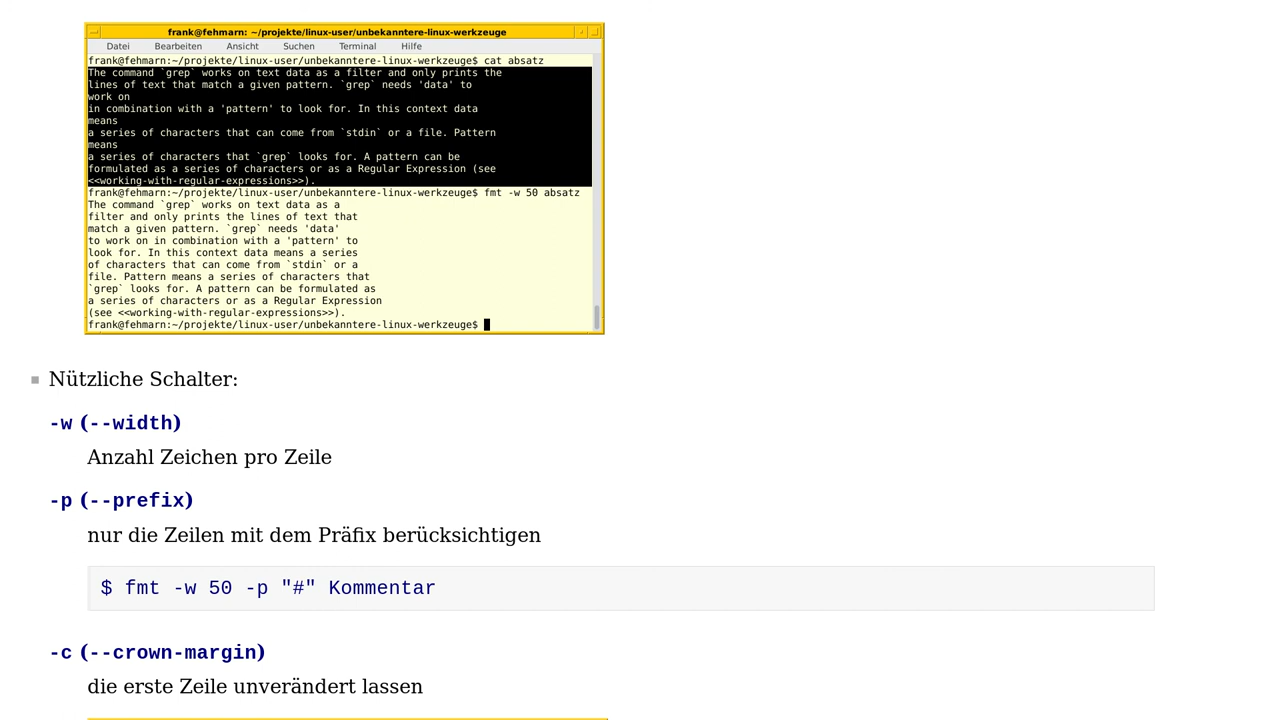 frank@fehmarn: ~/projekte/linux-user/unbekanntere-linux-werkzeuge
Datei Bearbeiten Ansicht Suchen Terminal Hilfe
frank@fehmarn:~/projekte/linux-user/unbekanntere-linux-werkzeuge$ cat absatz
The command `grep` works on text data as a filter and only prints the
lines of text that match a given pattern. `grep` needs 'data' to
work on
in combination with a 'pattern' to look for. In this context data
means
a series of characters that can come from `stdin` or a file. Pattern
means
a series of characters that `grep` looks for. A pattern can be
formulated as a series of characters or as a Regular Expression (see
<<working-with-regular-expressions>>).
frank@fehmarn:~/projekte/linux-user/unbekanntere-linux-werkzeuge$ fmt -w 50 absatz
The command `grep` works on text data as a
filter and only prints the lines of text that
match a given pattern. `grep` needs 'data'
to work on in combination with a 'pattern' to
look for. In this context data means a series
of characters that can come from `stdin` or a
file. Pattern means a series of characters that
`grep` looks for. A pattern can be formulated as
a series of characters or as a Regular Expression
(see <<working-with-regular-expressions>>).
frank@fehmarn:~/projekte/linux-user/unbekanntere-linux-werkzeuge$
Nützliche Schalter:
-w (--width)
Anzahl Zeichen pro Zeile
-p (--prefix)
nur die Zeilen mit dem Präfix berücksichtigen
$ fmt -w 50 -p "#" Kommentar
-c (--crown-margin)
die erste Zeile unverändert lassen